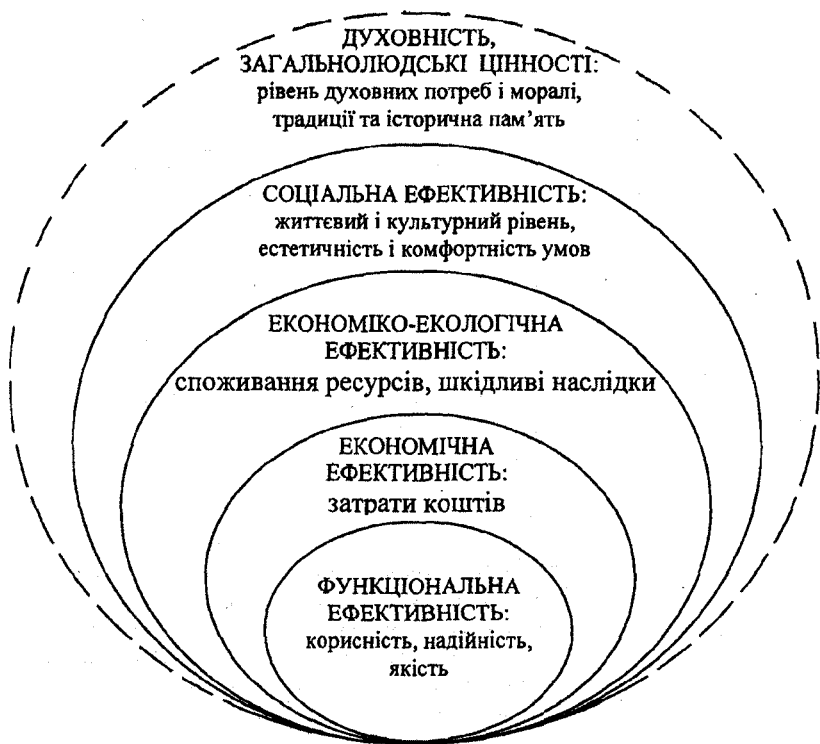 ДУХОВНІСТЬ,
ЗАГАЛЬНОЛЮДСЬКІ ЦІННОСТІ:
рівень духовних потреб і моралі,
традиції та історична пам’ять
СОЦІАЛЬНА ЕФЕКТИВНІСТЬ:
життєвий і культурний рівень,
естетичність і комфортність умов
ЕКОНОМІКО-ЕКОЛОГІЧНА
ЕФЕКТИВНІСТЬ:
споживання ресурсів, шкідливі наслідки
ЕКОНОМІЧНА
ЕФЕКТИВНІСТЬ:
затрати коштів
ФУНКЦІОНАЛЬНА
ЕФЕКТИВНІСТЬ:
корисність, надійність,
якість